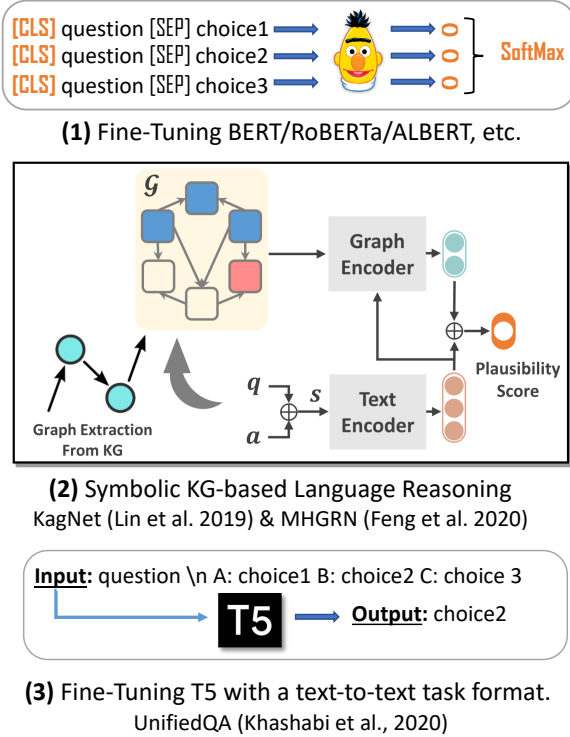 [CLS] question [SEP] choice1
[CLS] question [SEP] choice2
[CLS] question [SEP] choice3
SoftMax
(1) Fine-Tuning BERT/RoBERTa/ALBERT, etc.
𝒢
Graph Encoder
Graph Extraction From KG
q
a
s
Text Encoder
Plausibility Score
(2) Symbolic KG-based Language Reasoning
KagNet (Lin et al. 2019) & MHGRN (Feng et al. 2020)
Input: question \n A: choice1 B: choice2 C: choice 3
T5
Output: choice2
(3) Fine-Tuning T5 with a text-to-text task format.
UnifiedQA (Khashabi et al., 2020)